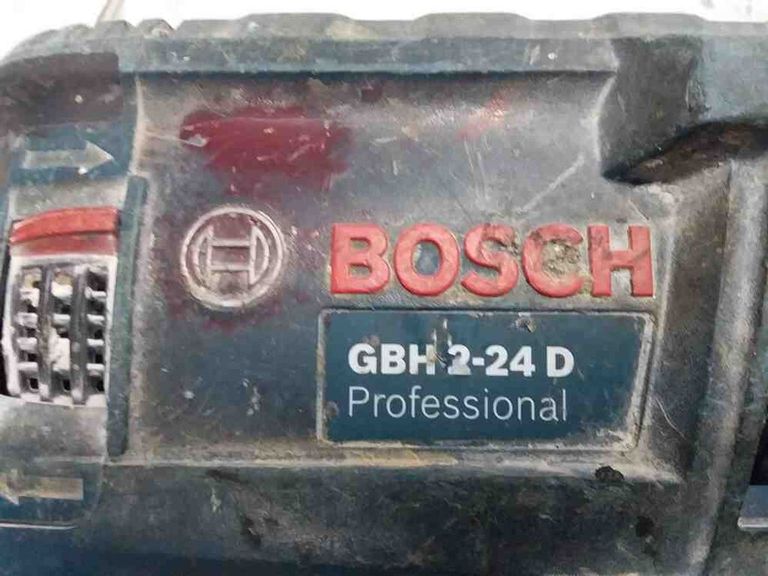 BOSCH
GBH 2-24 D
Professional